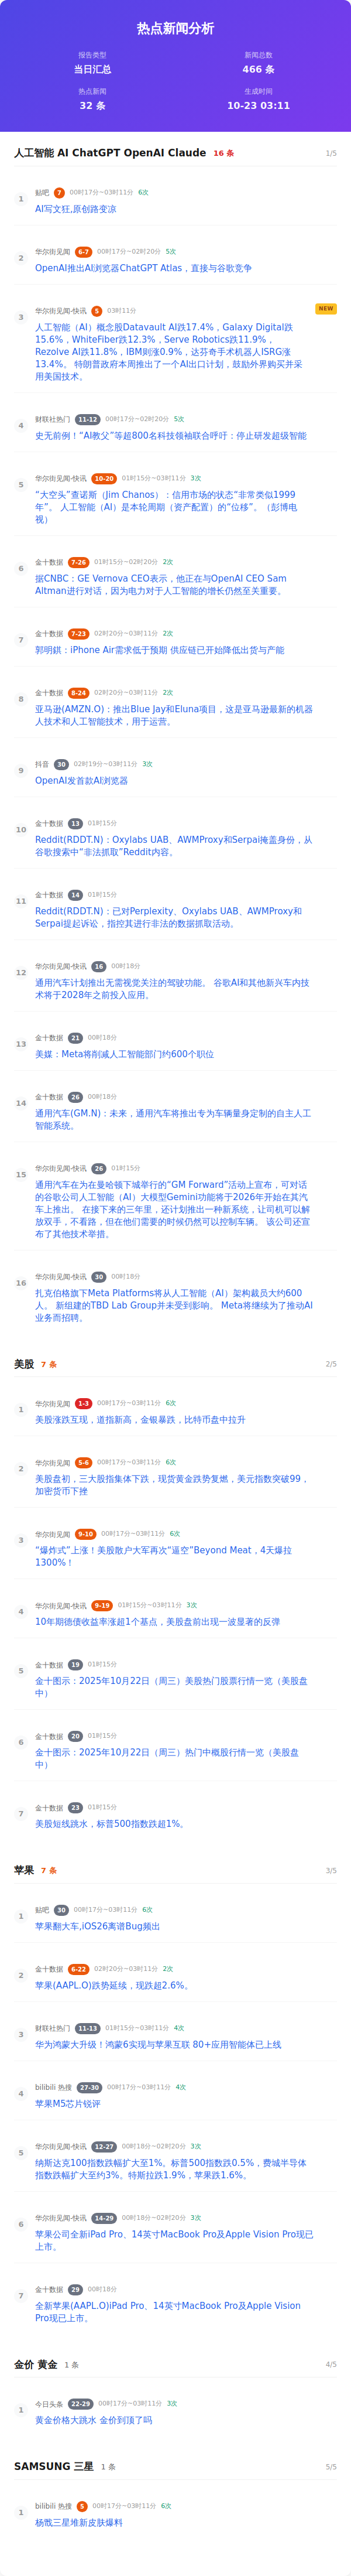 热点新闻分析
报告类型
新闻总数
当日汇总
466 条
热点新闻
生成时间
32 条
10-23 03:11
人工智能 AI ChatGPT OpenAI Claude 16 条 1/5
1
贴吧 7 00时17分~03时11分 6次
AI写文狂,原创路变凉
2
华尔街见闻 6-7 00时17分~02时20分 5次
OpenAI推出AI浏览器ChatGPT Atlas，直接与谷歌竞争
3
华尔街见闻-快讯 5 03时11分 NEW
人工智能（AI）概念股Datavault AI跌17.4%，Galaxy Digital跌
15.6%，WhiteFiber跌12.3%，Serve Robotics跌11.9%，
Rezolve AI跌11.8%，IBM则涨0.9%，达芬奇手术机器人ISRG涨
13.4%。 特朗普政府本周推出了一个AI出口计划，鼓励外界购买并采
用美国技术。
4
财联社热门 11-12 00时17分~02时20分 5次
史无前例！“AI教父”等超800名科技领袖联合呼吁：停止研发超级智能
5
华尔街见闻-快讯 10-20 01时15分~03时11分 3次
“大空头”查诺斯（Jim Chanos）：信用市场的状态“非常类似1999
年”。 人工智能（AI）是本轮周期（资产配置）的“位移”。（彭博电
视）
6
金十数据 7-26 01时15分~02时20分 2次
据CNBC：GE Vernova CEO表示，他正在与OpenAI CEO Sam
Altman进行对话，因为电力对于人工智能的增长仍然至关重要。
7
金十数据 7-23 02时20分~03时11分 2次
郭明錤：iPhone Air需求低于预期 供应链已开始降低出货与产能
8
金十数据 8-24 02时20分~03时11分 2次
亚马逊(AMZN.O)：推出Blue Jay和Eluna项目，这是亚马逊最新的机器
人技术和人工智能技术，用于运营。
9
抖音 30 02时19分~03时11分 3次
OpenAI发首款AI浏览器
10
金十数据 13 01时15分
Reddit(RDDT.N)：Oxylabs UAB、AWMProxy和Serpai掩盖身份，从
谷歌搜索中“非法抓取”Reddit内容。
11
金十数据 14 01时15分
Reddit(RDDT.N)：已对Perplexity、Oxylabs UAB、AWMProxy和
Serpai提起诉讼，指控其进行非法的数据抓取活动。
12
华尔街见闻-快讯 16 00时18分
通用汽车计划推出无需视觉关注的驾驶功能。 谷歌AI和其他新兴车内技
术将于2028年之前投入应用。
13
金十数据 21 00时18分
美媒：Meta将削减人工智能部门约600个职位
14
金十数据 26 00时18分
通用汽车(GM.N)：未来，通用汽车将推出专为车辆量身定制的自主人工
智能系统。
15
华尔街见闻-快讯 26 01时15分
通用汽车在为在曼哈顿下城举行的“GM Forward”活动上宣布，可对话
的谷歌公司人工智能（AI）大模型Gemini功能将于2026年开始在其汽
车上推出。 在接下来的三年里，还计划推出一种新系统，让司机可以解
放双手，不看路，但在他们需要的时候仍然可以控制车辆。 该公司还宣
布了其他技术举措。
16
华尔街见闻-快讯 30 00时18分
扎克伯格旗下Meta Platforms将从人工智能（AI）架构裁员大约600
人。 新组建的TBD Lab Group并未受到影响。 Meta将继续为了推动AI
业务而招聘。
美股 7 条 2/5
1
华尔街见闻 1-3 00时17分~03时11分 6次
美股涨跌互现，道指新高，金银暴跌，比特币盘中拉升
2
华尔街见闻 5-6 00时17分~03时11分 6次
美股盘初，三大股指集体下跌，现货黄金跌势复燃，美元指数突破99，
加密货币下挫
3
华尔街见闻 9-10 00时17分~03时11分 6次
“爆炸式”上涨！美股散户大军再次“逼空”Beyond Meat，4天爆拉
1300%！
4
华尔街见闻-快讯 9-19 01时15分~03时11分 3次
10年期德债收益率涨超1个基点，美股盘前出现一波显著的反弹
5
金十数据 19 01时15分
金十图示：2025年10月22日（周三）美股热门股票行情一览（美股盘
中）
6
金十数据 20 01时15分
金十图示：2025年10月22日（周三）热门中概股行情一览（美股盘
中）
7
金十数据 23 01时15分
美股短线跳水，标普500指数跌超1%。
苹果 7 条 3/5
1
贴吧 30 00时17分~03时11分 6次
苹果翻大车,iOS26离谱Bug频出
2
金十数据 6-22 02时20分~03时11分 2次
苹果(AAPL.O)跌势延续，现跌超2.6%。
3
财联社热门 11-13 01时15分~03时11分 4次
华为鸿蒙大升级！鸿蒙6实现与苹果互联 80+应用智能体已上线
4
bilibili 热搜 27-30 00时17分~03时11分 4次
苹果M5芯片锐评
5
华尔街见闻-快讯 12-27 00时18分~02时20分 3次
纳斯达克100指数跌幅扩大至1%。标普500指数跌0.5%，费城半导体
指数跌幅扩大至约3%。特斯拉跌1.9%，苹果跌1.6%。
6
华尔街见闻-快讯 14-29 00时18分~02时20分 3次
苹果公司全新iPad Pro、14英寸MacBook Pro及Apple Vision Pro现已
上市。
7
金十数据 29 00时18分
全新苹果(AAPL.O)iPad Pro、14英寸MacBook Pro及Apple Vision
Pro现已上市。
金价 黄金 1 条 4/5
1
今日头条 22-29 00时17分~03时11分 3次
黄金价格大跳水 金价到顶了吗
SAMSUNG 三星 1 条 5/5
1
bilibili 热搜 5 00时17分~03时11分 6次
杨戬三星堆新皮肤爆料